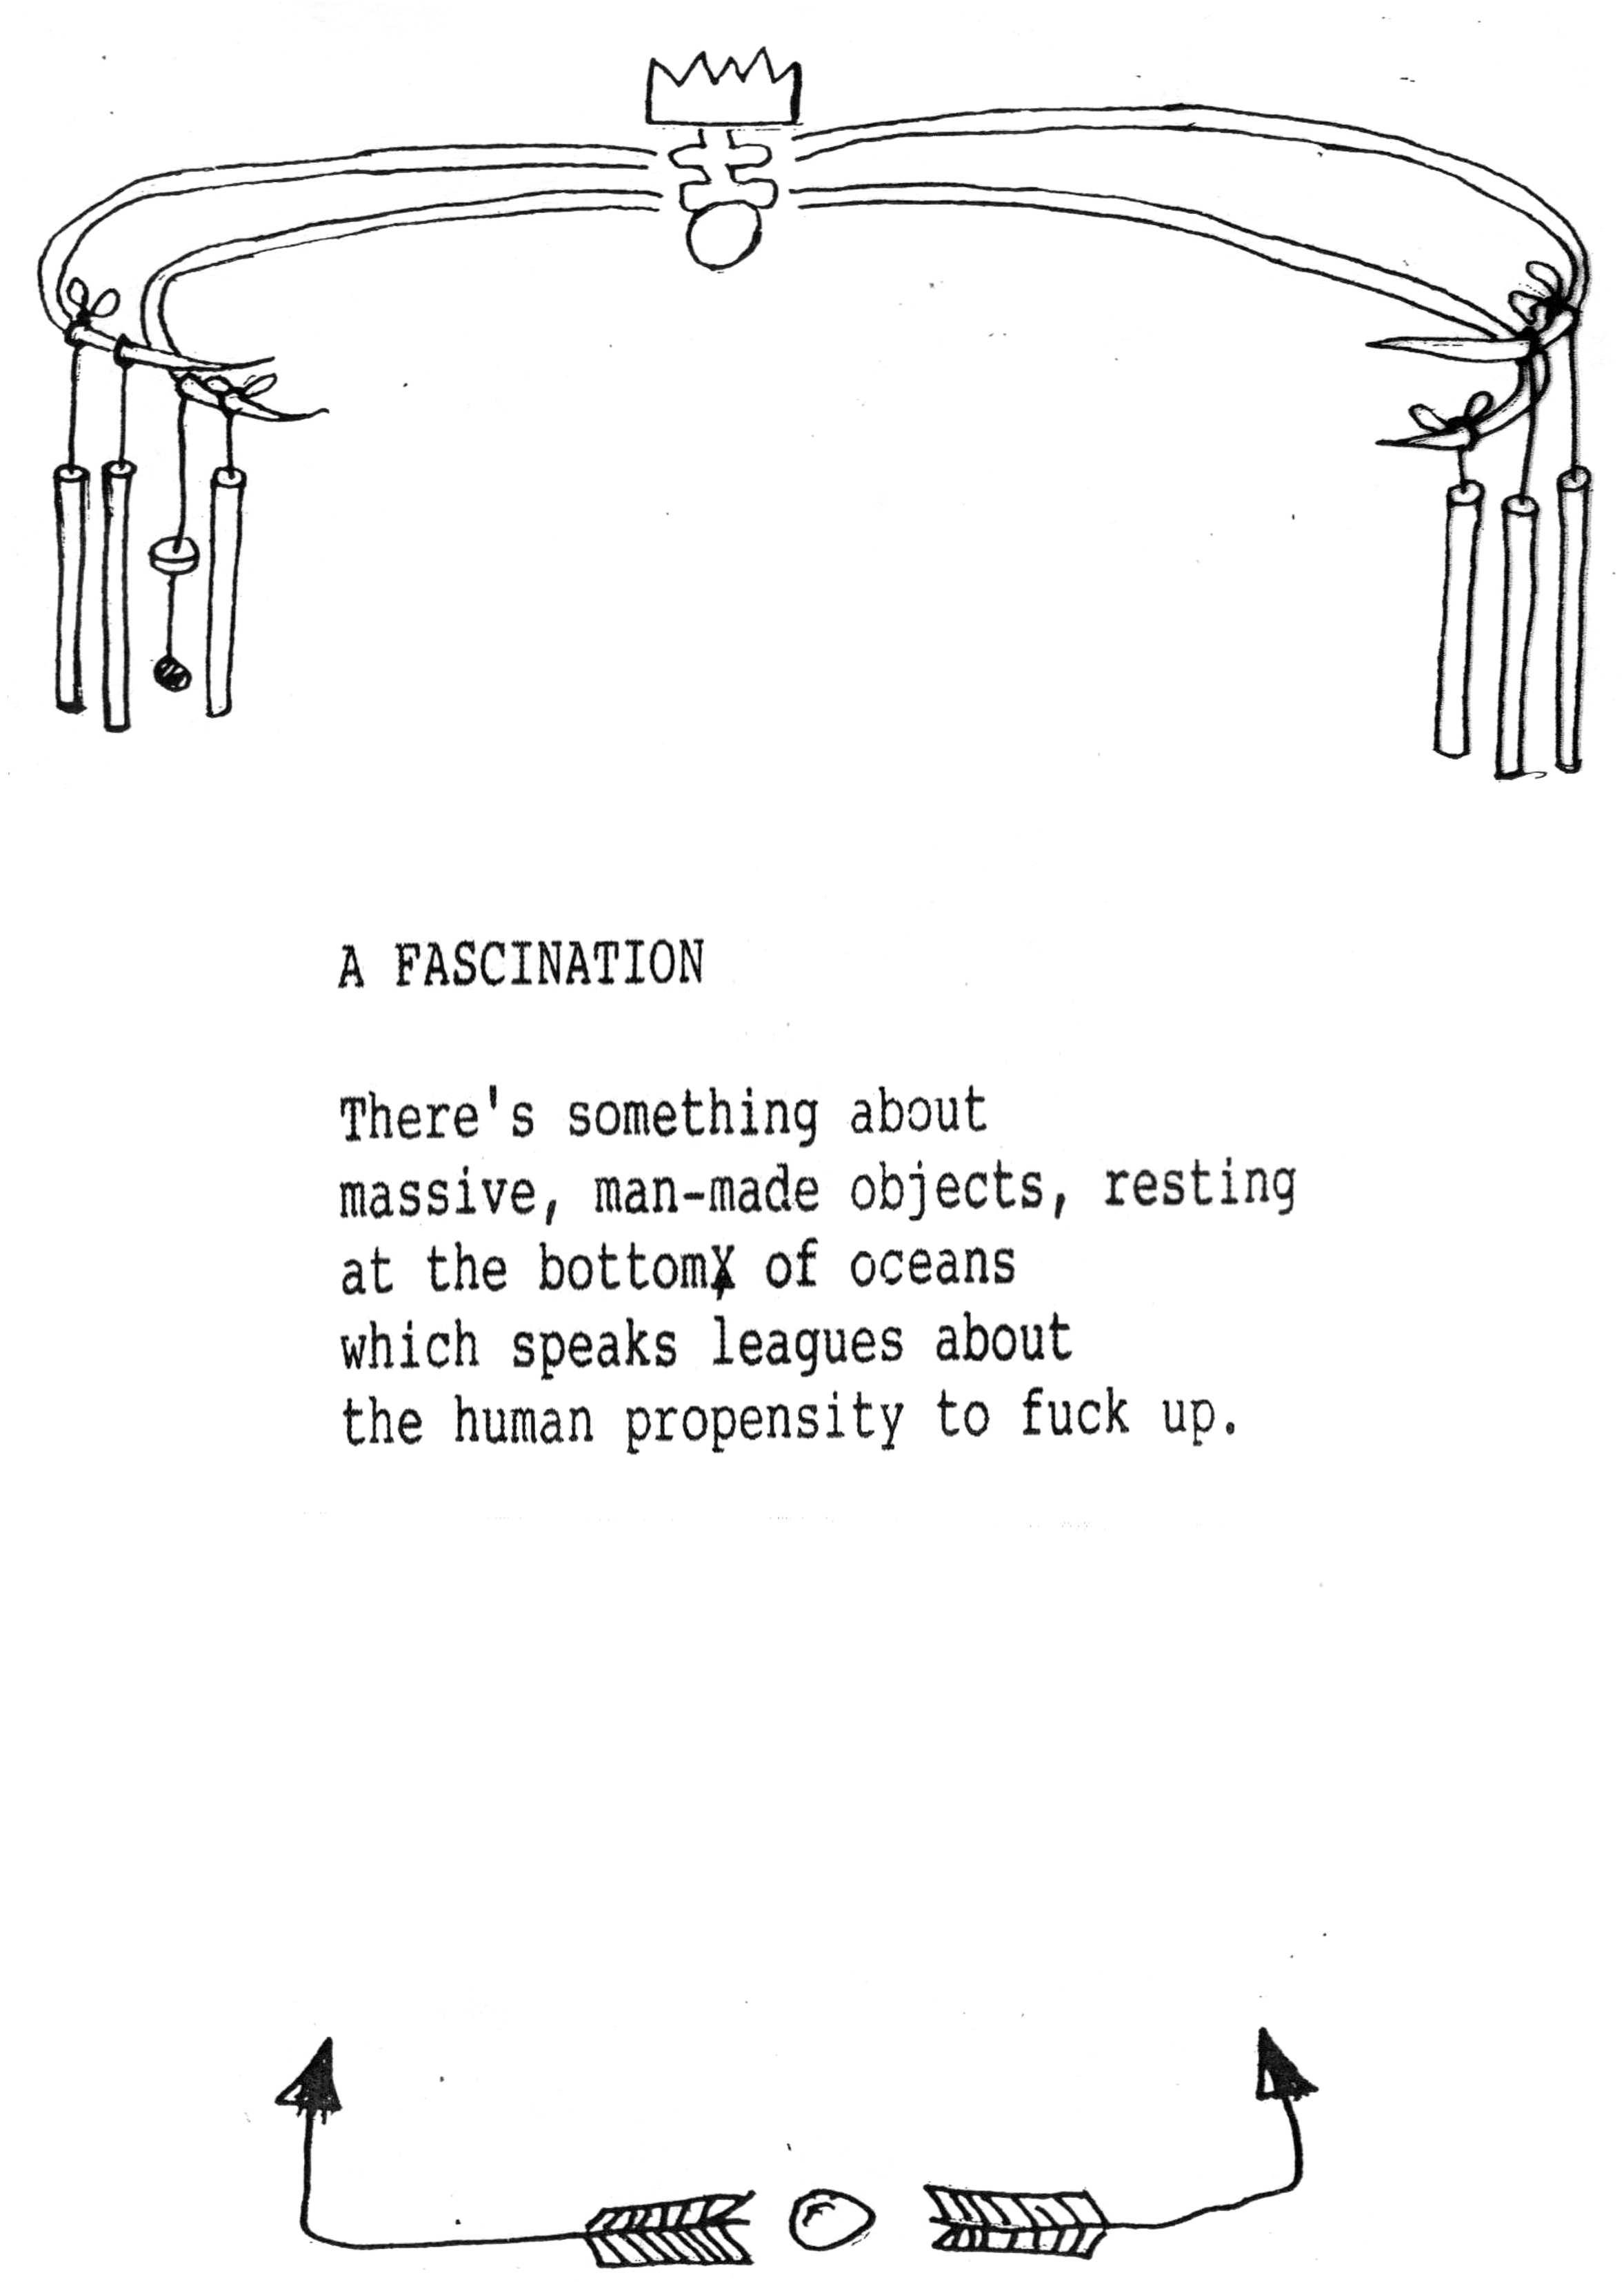 A FASCINATION
There's something about
massive, man-made objects, resting
at the bottom of oceans
which speaks leagues about
the human propensity to fuck up.